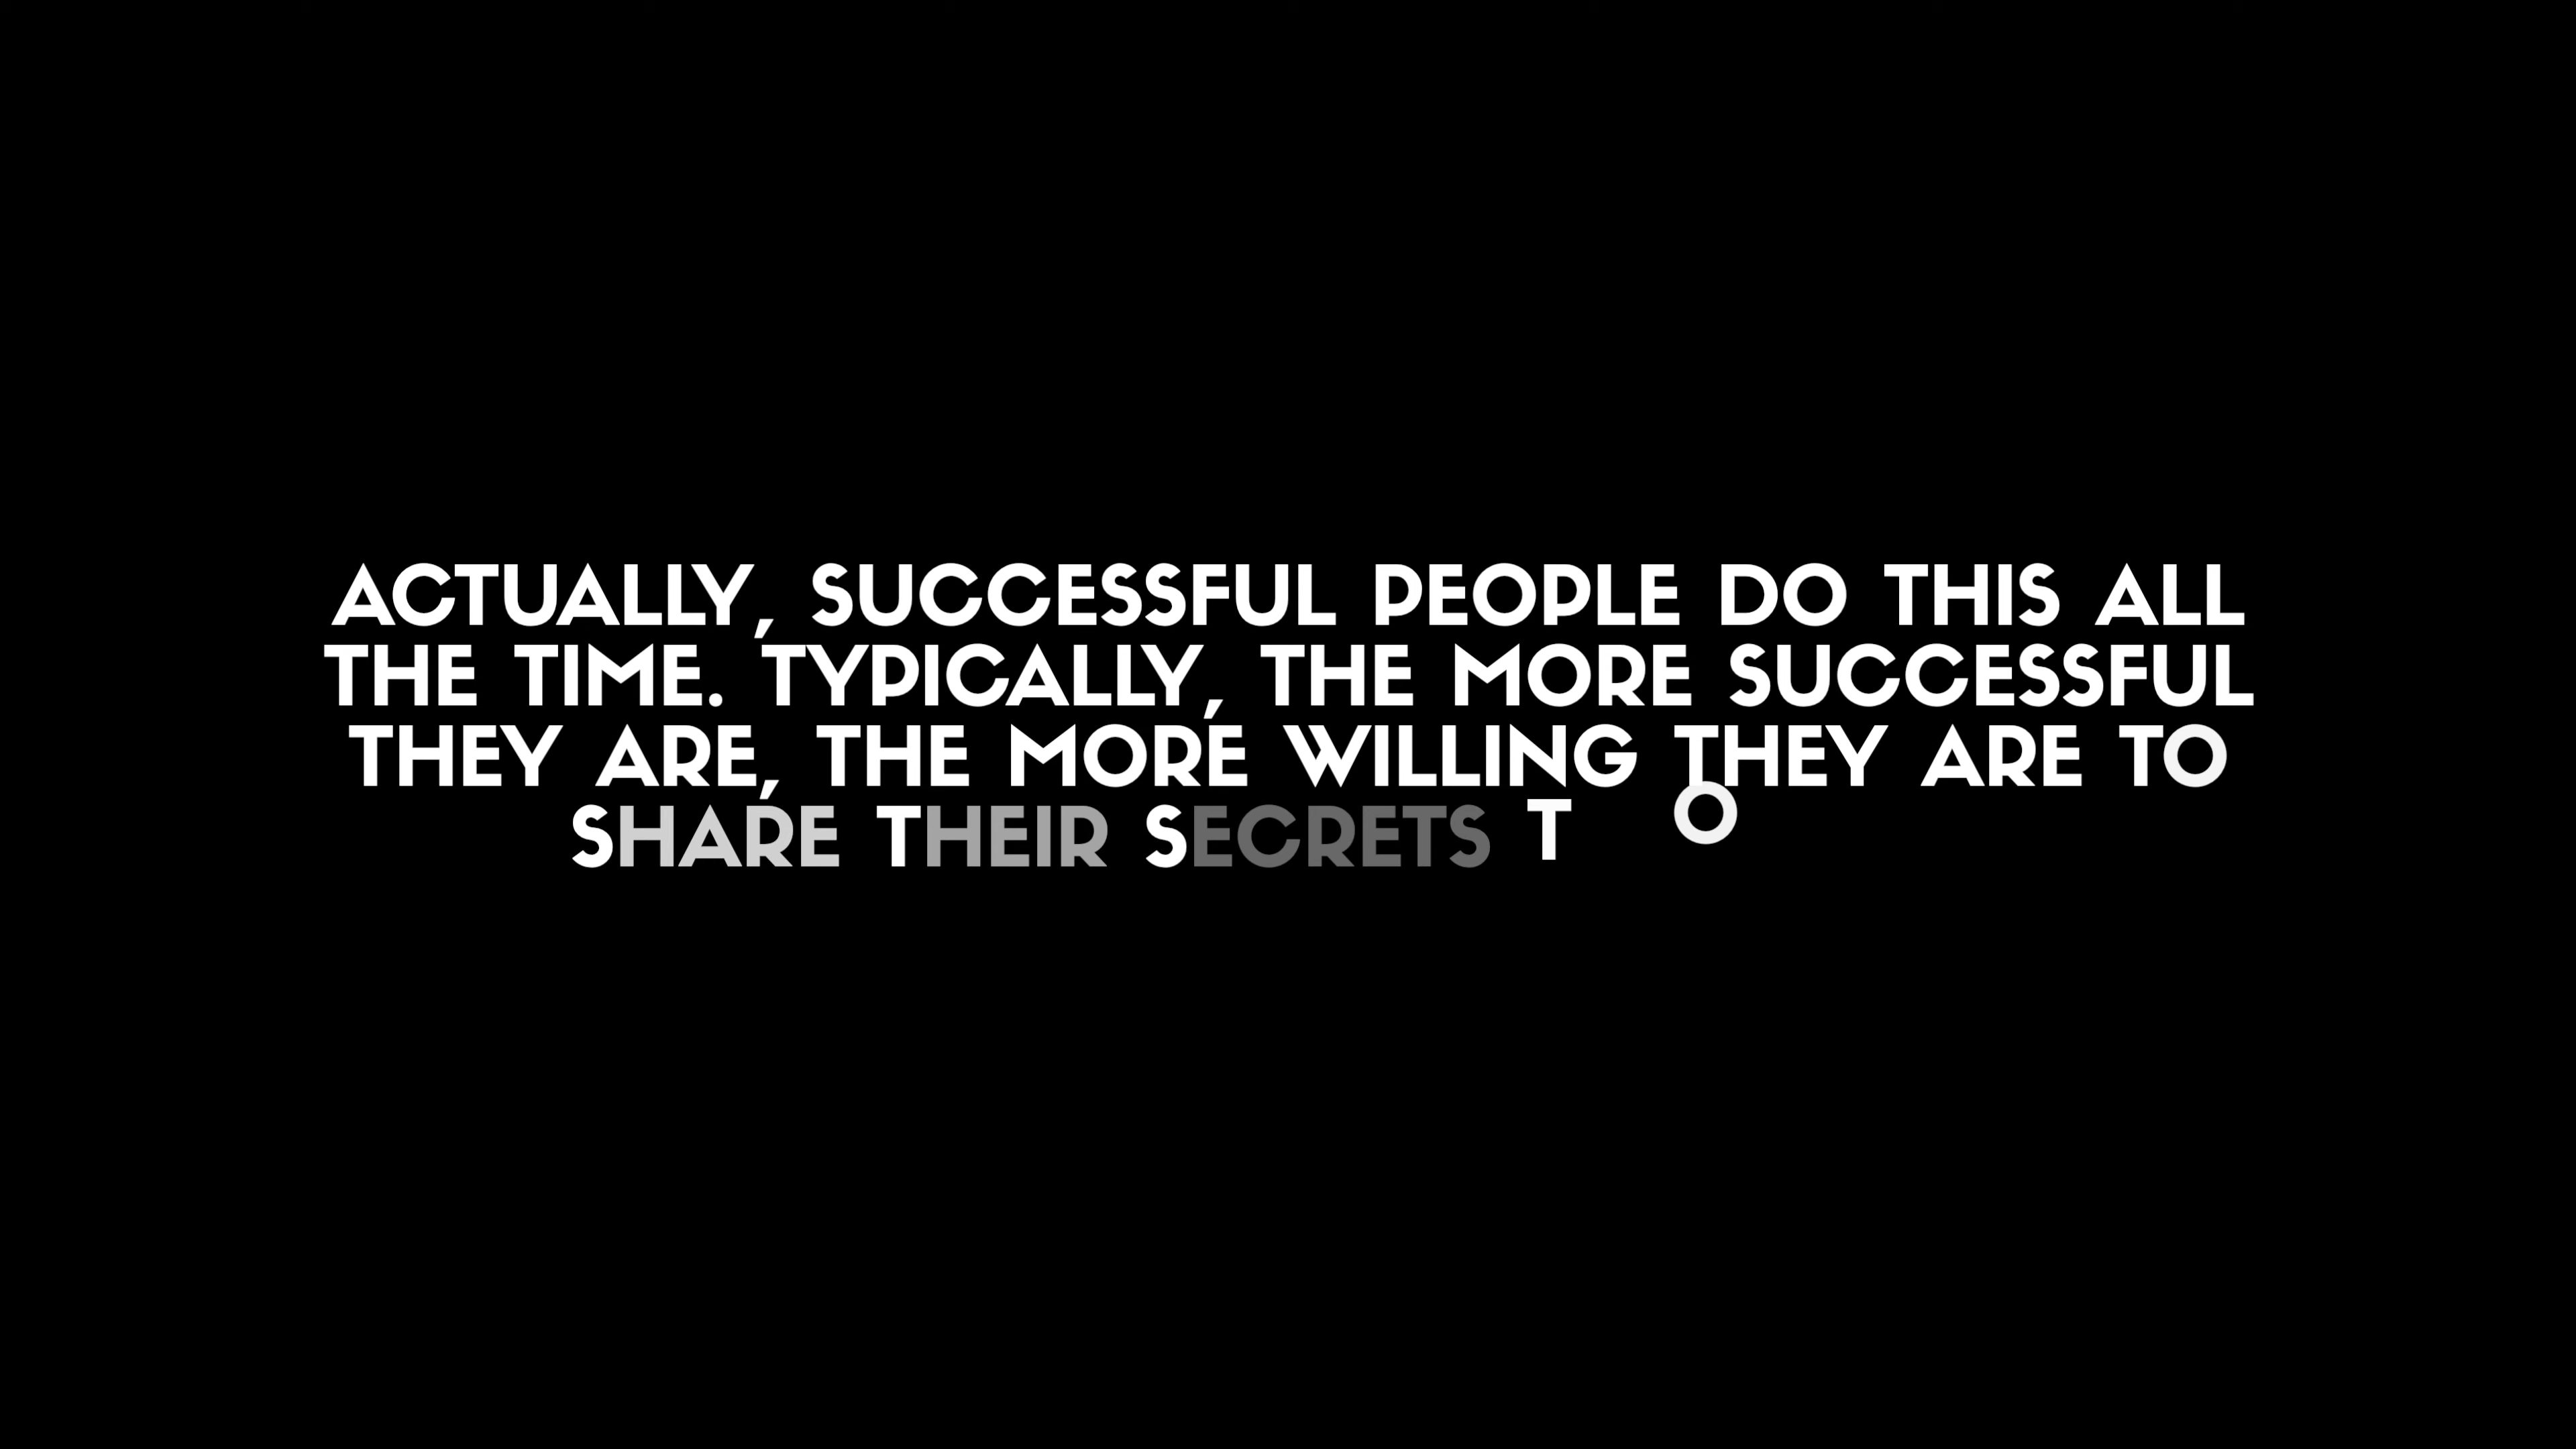 ACTUALLY, SUCCESSFUL PEOPLE DO THIS ALL
THE TIME. TYPICALLY, THE MORE SUCCESSFUL
THEY ARE, THE MORE WILLING THEY ARE TO
SHARE THEIR SECRETS T O